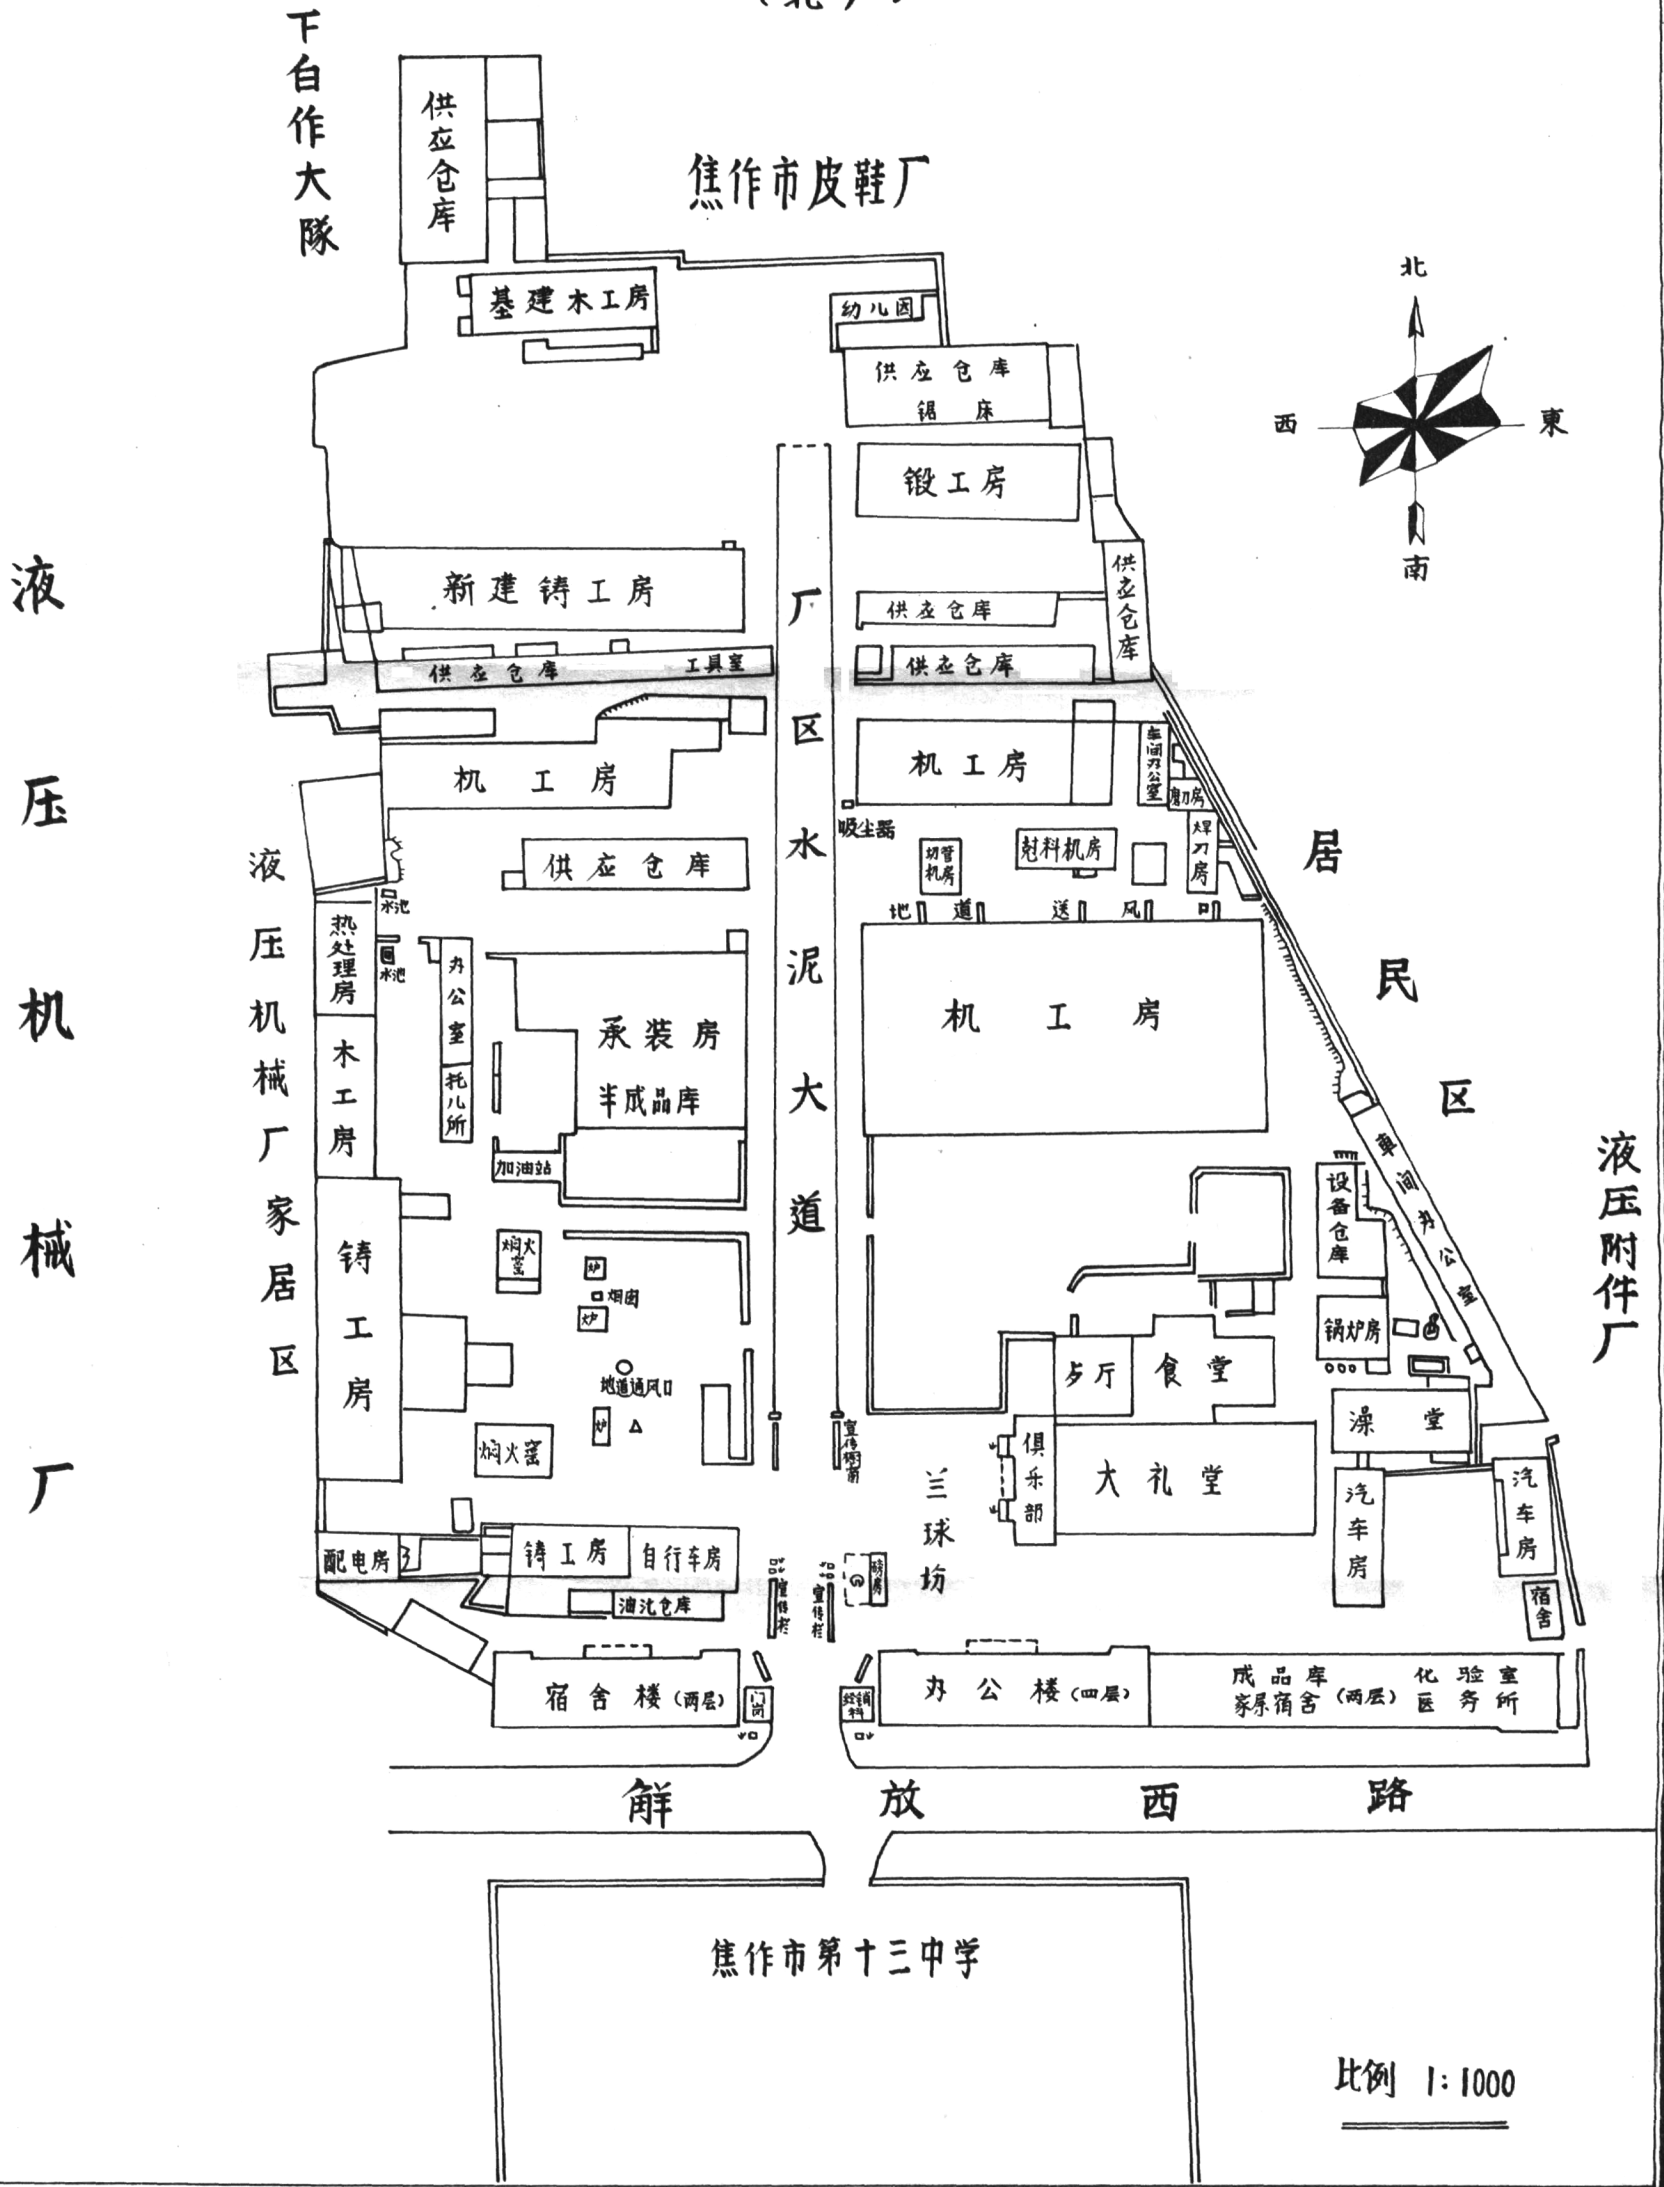 （北）
下白作大隊
供应仓库
焦作市皮鞋厂
基建木工房
幼儿园
供应仓库
锯床
北
西
東
南
锻工房
新建铸工房
供应仓库
供应仓库
供应仓库
供应仓库
工具室
厂区水泥大道
机工房
机工房
车间办公室
磨刀房
焊刀房
吸尘器
切管机房
尅料机房
供应仓库
水池
水池
热处理房
木工房
办公室
托儿所
地道送风口
机工房
承装房
半成品库
加油站
居民区
液压机械厂
液压机械厂家居区
液压附件厂
車间办公室
设备仓库
锅炉房
铸工房
焖火窑
炉
烟囱
炉
地道通风口
炉
焖火窑
歺厅
食堂
澡堂
俱乐部
大礼堂
汽车房
汽车房
宿舍
兰球场
宣传橱窗
配电房
铸工房
自行车房
油化仓库
宣传栏
宣传栏
磅房
宿舍楼（两层）
门岗
办公楼（四层）
成品库
化验室
家属宿舍（两层）
医务所
解放西路
焦作市第十三中学
比例 1:1000